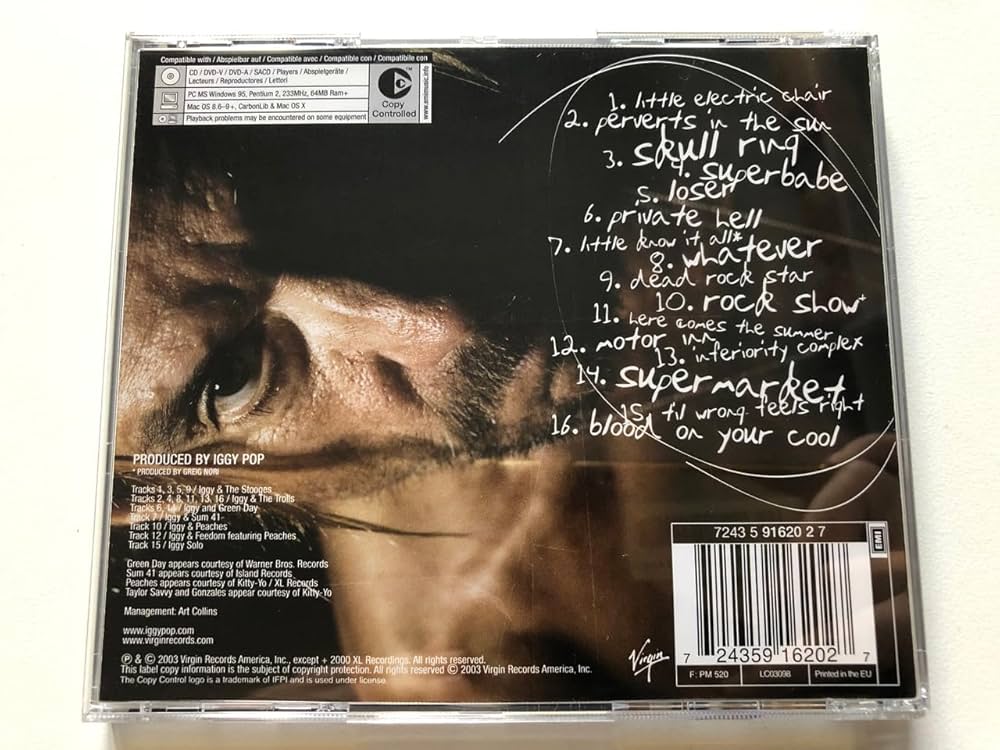 Compatible with / Abspielbar auf / Compatible avec / Compatible con / Compatibile con
CD / DVD-V / DVD-A / SACD / Players / Abspielgeräte /
Lecteurs / Reproductores / Lettori
PC MS Windows 95, Pentium 2, 233MHz, 64MB Ram+
Mac OS 8.6-9+, CarbonLib & Mac OS X
Playback problems may be encountered on some equipment
Copy
Controlled
™
www.emimusic.info
1. little electric chair
2. perverts in the sun
3. skull ring
4. superbabe
5. loser
6. private hell
7. little know it all*
8. whatever
9. dead rock star
10. rock show+
11. here comes the summer
12. motor inn
13. inferiority complex
14. supermarket
15. til wrong feels right
16. blood on your cool
PRODUCED BY IGGY POP
* PRODUCED BY GREIG NORI
Tracks 1, 3, 5, 9 / Iggy & The Stooges
Tracks 2, 4, 8, 11, 13, 16 / Iggy & The Trolls
Tracks 6, 14 / Iggy and Green Day
Track 7 / Iggy & Sum 41
Track 10 / Iggy & Peaches
Track 12 / Iggy & Feedom featuring Peaches
Track 15 / Iggy Solo
Green Day appears courtesy of Warner Bros. Records
Sum 41 appears courtesy of Island Records
Peaches appears courtesy of Kitty-Yo / XL Records
Taylor Savvy and Gonzales appear courtesy of Kitty-Yo
Management: Art Collins
www.iggypop.com
www.virginrecords.com
℗ & © 2003 Virgin Records America, Inc., except + 2000 XL Recordings. All rights reserved.
This label copy information is the subject of copyright protection. All rights reserved © 2003 Virgin Records America, Inc.
The Copy Control logo is a trademark of IFPI and is used under license.
Virgin
7243 5 91620 2 7
EMI
7 24359 16202 7
F: PM 520
LC03098
Printed in the EU